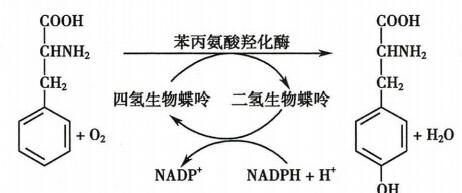 COOH
CHNH2
CH2
+ O2
苯丙氨酸羟化酶
四氢生物蝶呤
二氢生物蝶呤
NADP+
NADPH + H+
COOH
CHNH2
CH2
+ H2O
OH